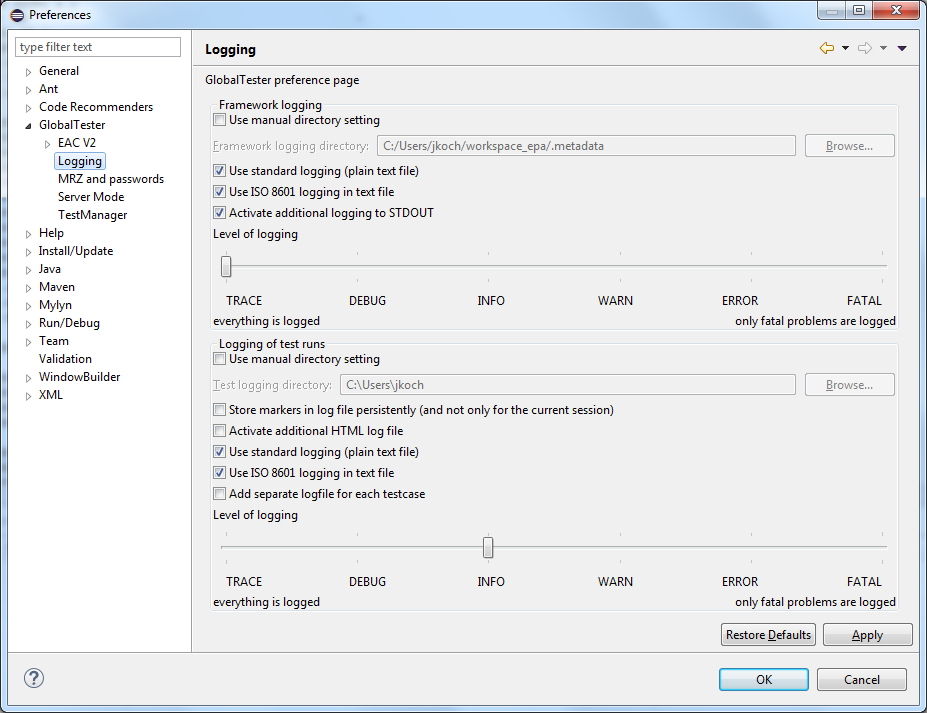 Preferences
type filter text
General
Ant
Code Recommenders
GlobalTester
EAC V2
Logging
MRZ and passwords
Server Mode
TestManager
Help
Install/Update
Java
Maven
Mylyn
Run/Debug
Team
Validation
WindowBuilder
XML
Logging
GlobalTester preference page
Framework logging
Use manual directory setting
Framework logging directory: C:/Users/jkoch/workspace_epa/.metadata Browse...
Use standard logging (plain text file)
Use ISO 8601 logging in text file
Activate additional logging to STDOUT
Level of logging
TRACE DEBUG INFO WARN ERROR FATAL
everything is logged only fatal problems are logged
Logging of test runs
Use manual directory setting
Test logging directory: C:\Users\jkoch Browse...
Store markers in log file persistently (and not only for the current session)
Activate additional HTML log file
Use standard logging (plain text file)
Use ISO 8601 logging in text file
Add separate logfile for each testcase
Level of logging
TRACE DEBUG INFO WARN ERROR FATAL
everything is logged only fatal problems are logged
Restore Defaults Apply
? OK Cancel